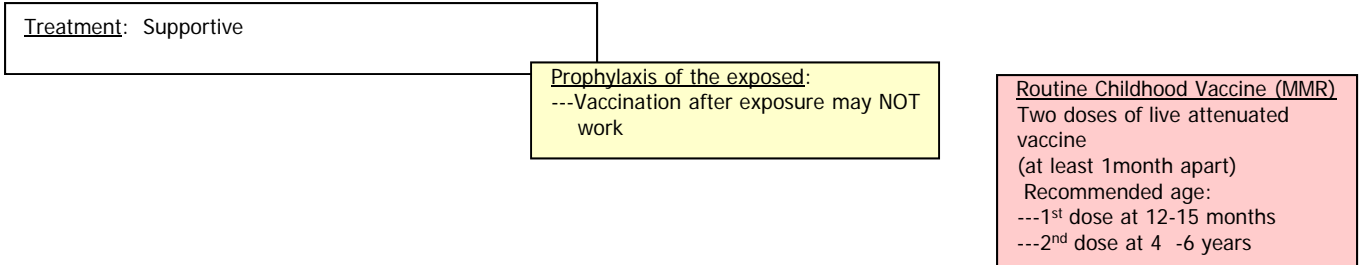 Treatment:  Supportive
Prophylaxis of the exposed:
---Vaccination after exposure may NOT
work
Routine Childhood Vaccine (MMR)
Two doses of live attenuated
vaccine
(at least 1month apart)
Recommended age:
---1st dose at 12-15 months
---2nd dose at 4  -6 years